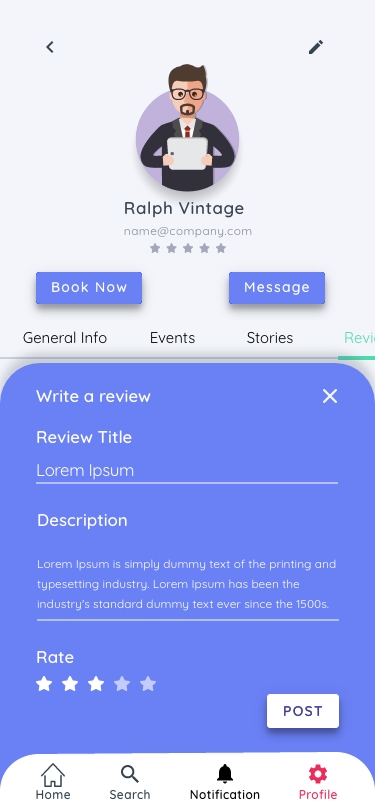 Ralph Vintage
name@company.com
Book Now Message
General Info Events Stories
Write a review
Review Title
Lorem Ipsum
Description
Lorem Ipsum is simply dummy text of the printing and
typesetting industry. Lorem Ipsum has been the
industry's standard dummy text ever since the 1500s.
Rate
POST
Home Search Notification Profile